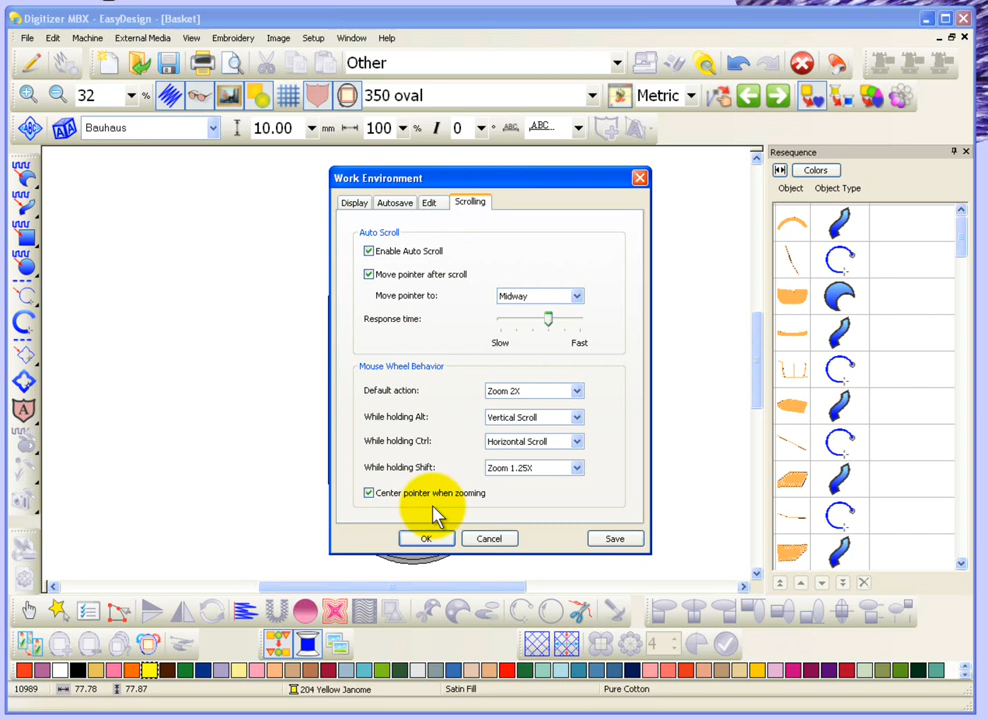 Digitizer MBX - EasyDesign - [Basket]
File Edit Machine External Media View Embroidery Image Setup Window Help
Other
32 % 350 oval Metric
Bauhaus 10.00 mm 100 % 0 ° ABC ABC...
Resequence
Colors
Object Object Type
Work Environment
Display Autosave Edit Scrolling
Auto Scroll
Enable Auto Scroll
Move pointer after scroll
Move pointer to: Midway
Response time:
Slow Fast
Mouse Wheel Behavior
Default action: Zoom 2X
While holding Alt: Vertical Scroll
While holding Ctrl: Horizontal Scroll
While holding Shift: Zoom 1.25X
Center pointer when zooming
OK Cancel Save
4
10989 77.78 77.87 204 Yellow Janome Satin Fill Pure Cotton